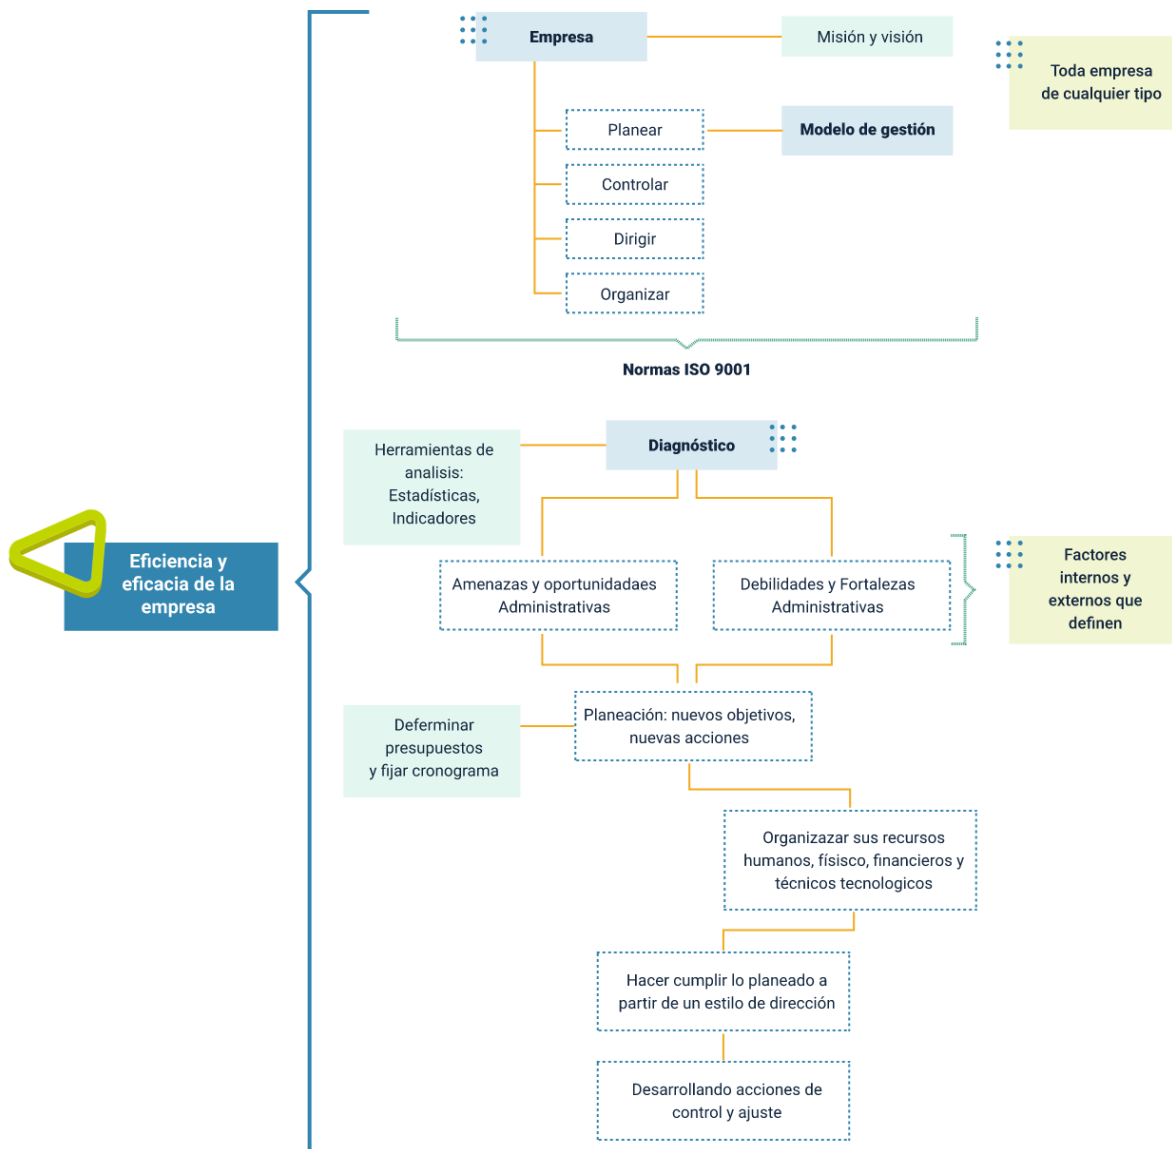 Empresa
Misión y visión
Toda empresa
de cualquier tipo
Planear
Modelo de gestión
Controlar
Dirigir
Organizar
Normas ISO 9001
Herramientas de
analisis:
Estadísticas,
Indicadores
Diagnóstico
Eficiencia y
eficacia de la
empresa
Amenazas y oportunidadaes
Administrativas
Debilidades y Fortalezas
Administrativas
Factores
internos y
externos que
definen
Deferminar
presupuestos
y fijar cronograma
Planeación: nuevos objetivos,
nuevas acciones
Organizazar sus recursos
humanos, físisco, financieros y
técnicos tecnologicos
Hacer cumplir lo planeado a
partir de un estilo de dirección
Desarrollando acciones de
control y ajuste